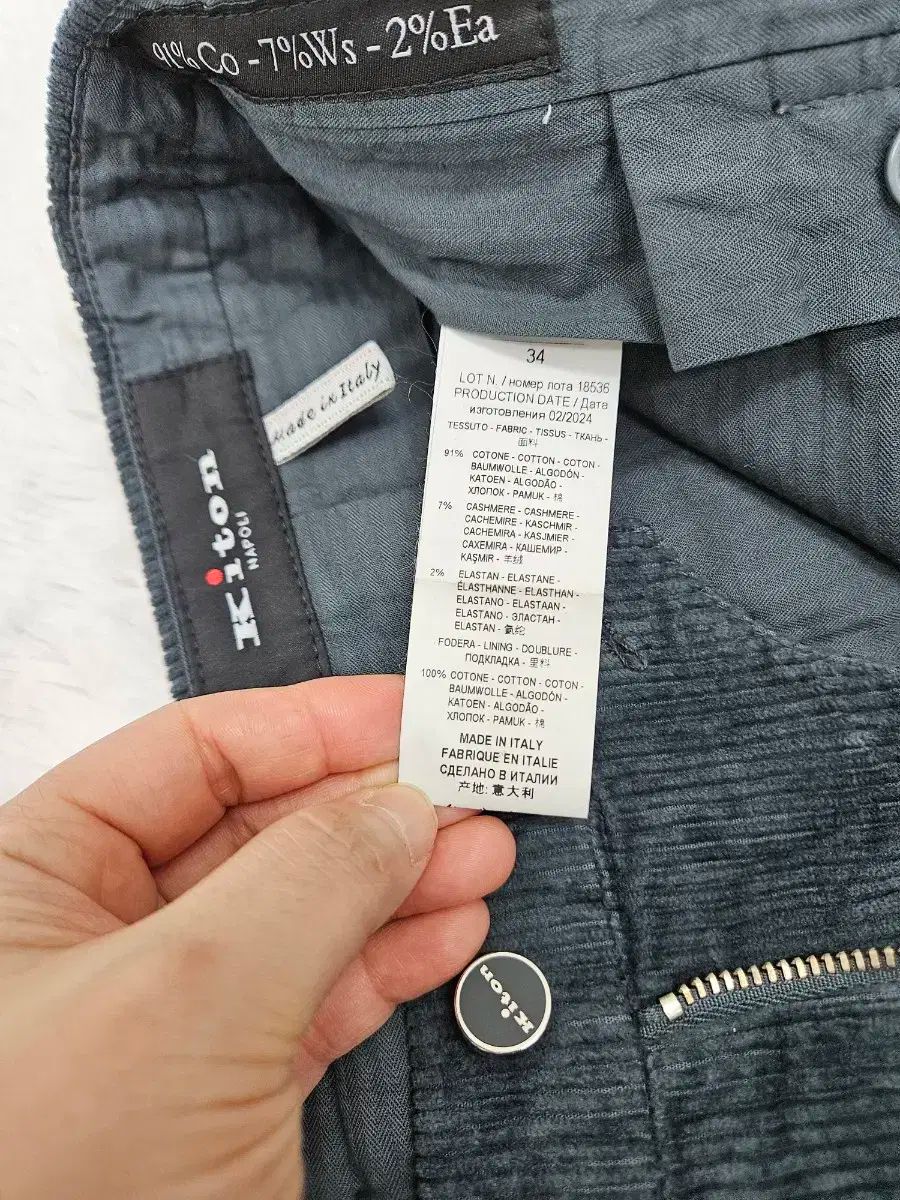 91%Co - 7%Ws - 2%Ea
made in Italy
Kiton
NAPOLI
34
LOT N. / номер лота 18536
PRODUCTION DATE / Дата
изготовления 02/2024
TESSUTO - FABRIC - TISSUS - ТКАНЬ -
面料
91% COTONE - COTTON - COTON -
BAUMWOLLE - ALGODÓN -
KATOEN - ALGODÃO -
ХЛОПОК - PAMUK - 棉
7% CASHMERE - CASHMERE -
CACHEMIRE - KASCHMIR -
CACHEMIRA - KASJMIER -
CAXEMIRA - КАШЕМИР -
KAŞMIR - 羊绒
2% ELASTAN - ELASTANE -
ÉLASTHANNE - ELASTHAN -
ELASTANO - ELASTAAN -
ELASTANO - ЭЛАСТАН -
ELASTAN - 氨纶
FODERA - LINING - DOUBLURE -
ПОДКЛАДКА - 里料
100% COTONE - COTTON - COTON -
BAUMWOLLE - ALGODÓN -
KATOEN - ALGODÃO -
ХЛОПОК - PAMUK - 棉
MADE IN ITALY
FABRIQUE EN ITALIE
СДЕЛАНО В ИТАЛИИ
产地: 意大利
Kiton